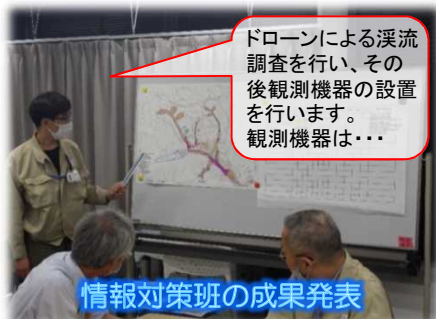 ドローンによる渓流
調査を行い、その
後観測機器の設置
を行います。
観測機器は・・・
情報対策班の成果発表